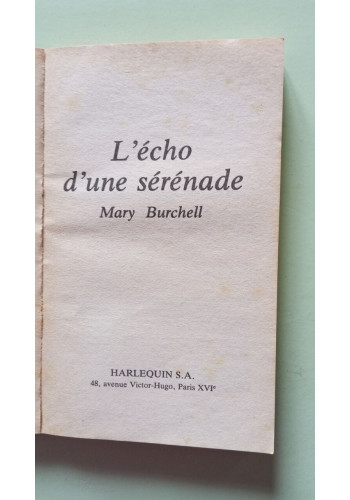 L'écho
d'une sérénade
Mary Burchell
HARLEQUIN S.A.
48, avenue Victor-Hugo, Paris XVIe